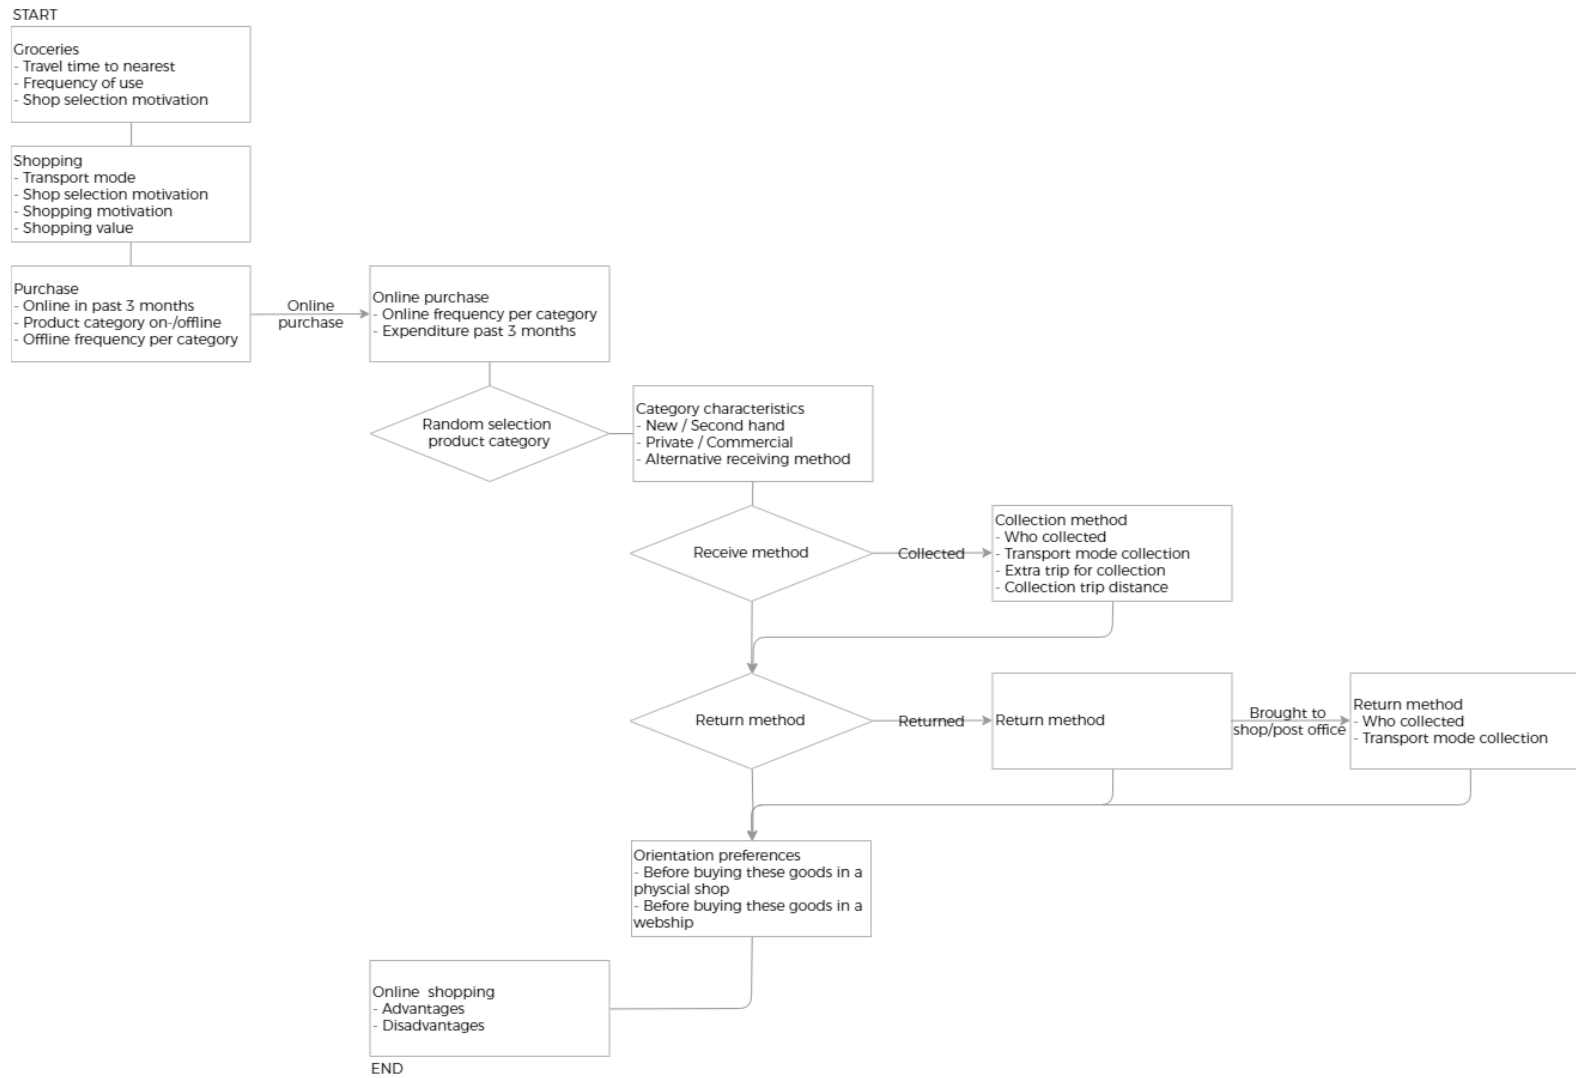 START
Groceries
- Travel time to nearest
- Frequency of use
- Shop selection motivation
Shopping
- Transport mode
- Shop selection motivation
- Shopping motivation
- Shopping value
Purchase
- Online in past 3 months
- Product category on-/offline
- Offline frequency per category
Online
purchase
Online purchase
- Online frequency per category
- Expenditure past 3 months
Random selection
product category
Category characteristics
- New / Second hand
- Private / Commercial
- Alternative receiving method
Receive method
Collected
Collection method
- Who collected
- Transport mode collection
- Extra trip for collection
- Collection trip distance
Return method
Returned
Return method
Brought to
shop/post office
Return method
- Who collected
- Transport mode collection
Orientation preferences
- Before buying these goods in a
physcial shop
- Before buying these goods in a
webship
Online shopping
- Advantages
- Disadvantages
END